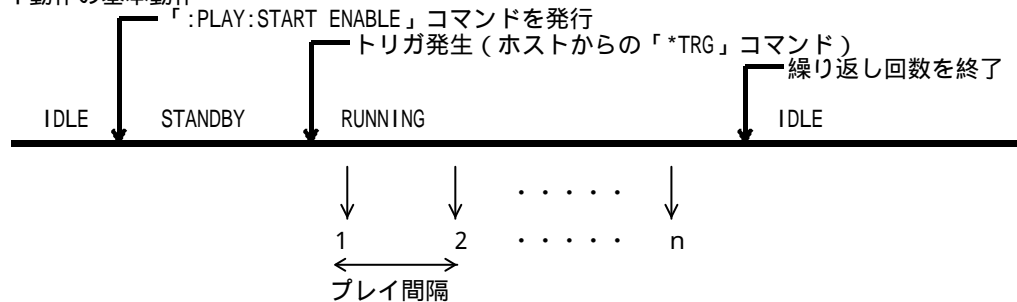 「:PLAY:START ENABLE」コマンドを発行
トリガ発生(ホストからの「*TRG」コマンド)
繰り返し回数を終了
IDLE STANDBY RUNNING IDLE
1 2 ・・・・・ n
プレイ間隔